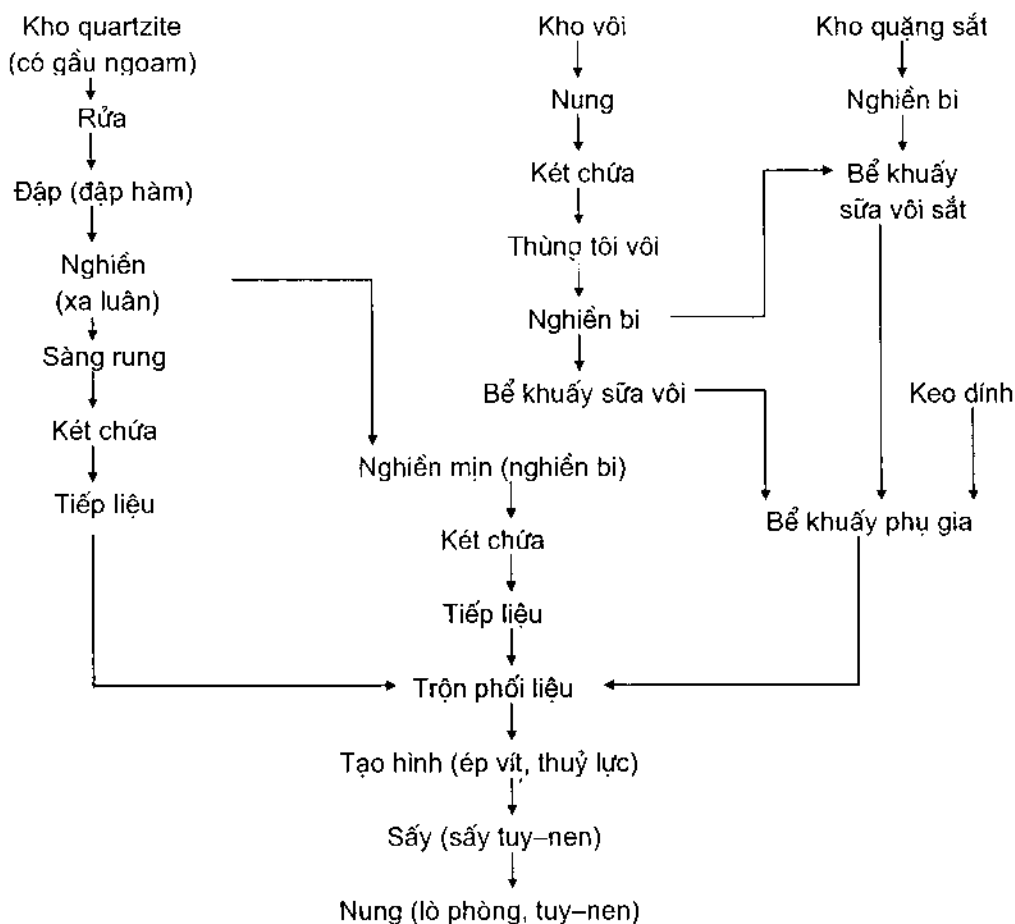 Kho quartzite
(có gầu ngoạm)
Rửa
Đập (đập hàm)
Nghiền
(xa luân)
Sàng rung
Két chứa
Tiếp liệu
Kho vôi
Nung
Két chứa
Thùng tôi vôi
Nghiền bi
Bể khuấy sữa vôi
Kho quặng sắt
Nghiền bi
Bể khuấy
sữa vôi sắt
Keo dính
Bể khuấy phụ gia
Nghiền mịn (nghiền bi)
Két chứa
Tiếp liệu
Trộn phối liệu
Tạo hình (ép vít, thuỷ lực)
Sấy (sấy tuy–nen)
Nung (lò phòng, tuy–nen)